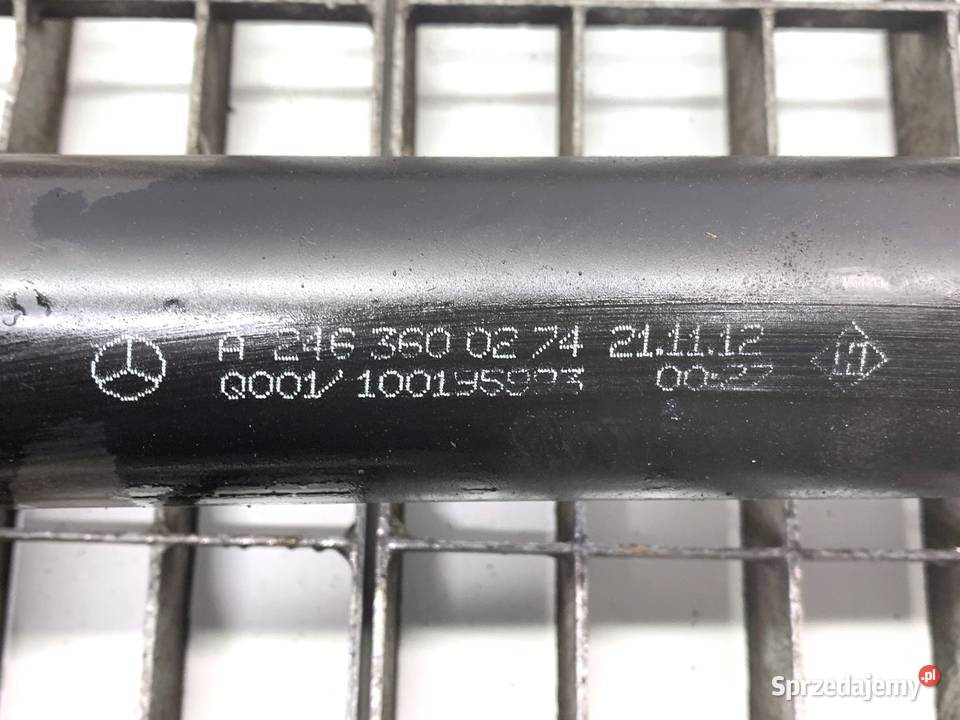 A 246 360 02 74 21.11.12
Q001/100195993 00:27
Sprzedajemy.pl